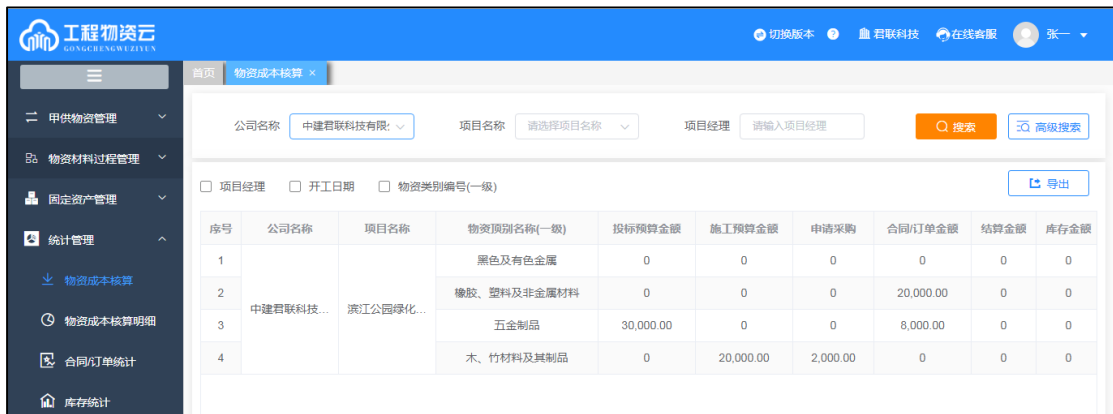 工程物资云
GONGCHENGWUZIYUN
切换版本 君联科技 在线客服 张一
首页 物资成本核算 ×
甲供物资管理
物资材料过程管理
固定资产管理
统计管理
物资成本核算
物资成本核算明细
合同/订单统计
库存统计
公司名称 中建君联科技有限 项目名称 请选择项目名称 项目经理 请输入项目经理 搜索 高级搜索
项目经理 开工日期 物资类别编号(一级) 导出
序号 公司名称 项目名称 物资顶别名称(一级) 投标预算金额 施工预算金额 申请采购 合同/订单金额 结算金额 库存金额
1 黑色及有色金属 0 0 0 0 0 0
2 橡胶、塑料及非金属材料 0 0 0 20,000.00 0 0
中建君联科技... 滨江公园绿化...
3 五金制品 30,000.00 0 0 8,000.00 0 0
4 木、竹材料及其制品 0 20,000.00 2,000.00 0 0 0